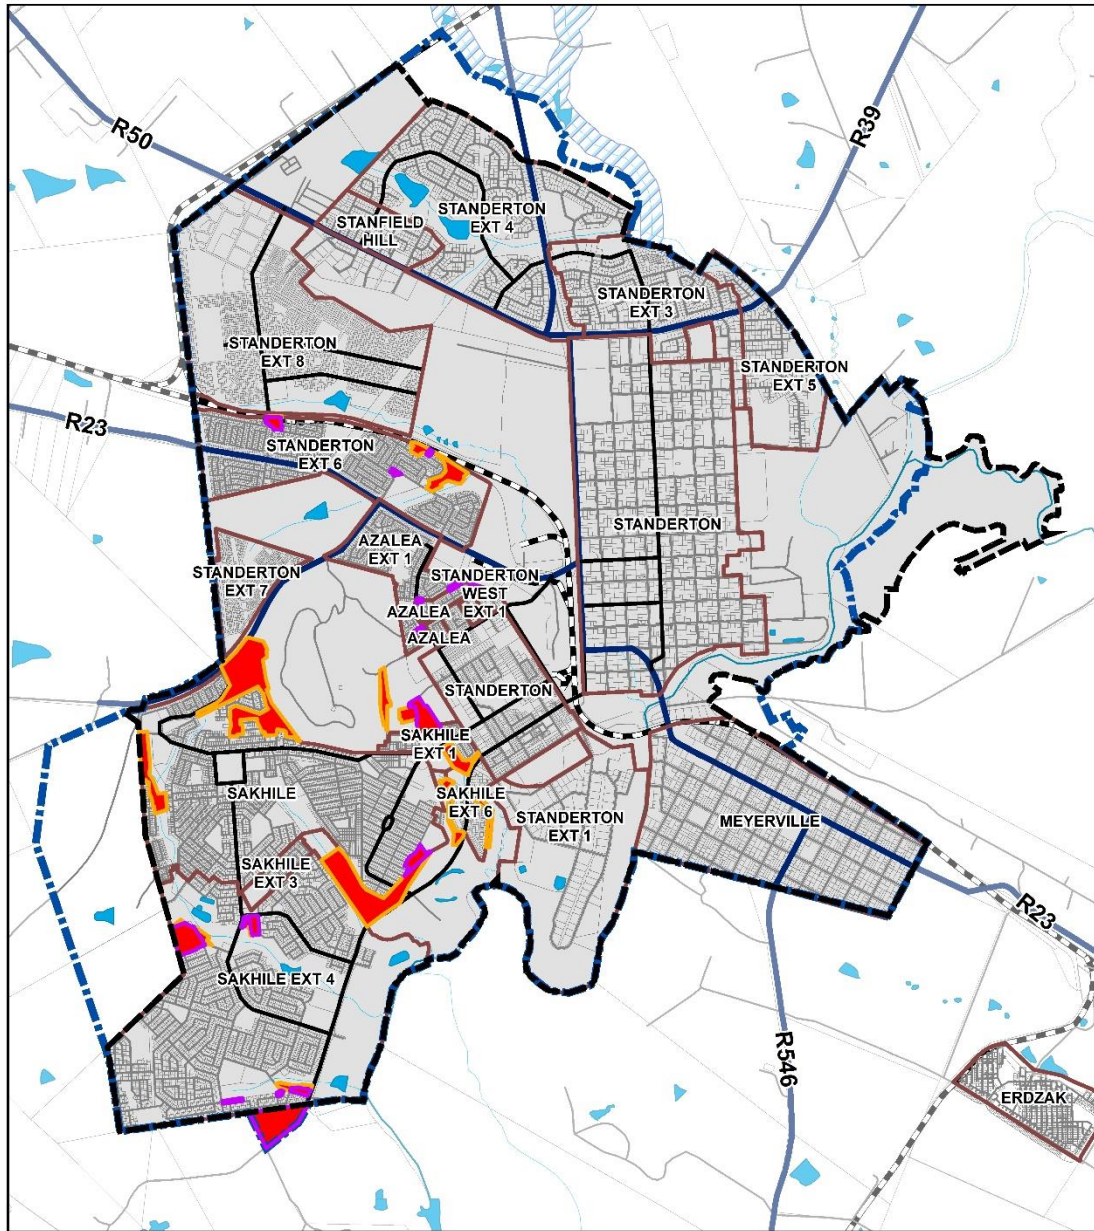 R50
R39
STANDERTON
EXT 4
STANFIELD
HILL
STANDERTON
EXT 3
STANDERTON
EXT 8
STANDERTON
EXT 5
R23
STANDERTON
EXT 6
STANDERTON
AZALEA
EXT 1
STANDERTON
EXT 7
STANDERTON
WEST
EXT 1
AZALEA
AZALEA
STANDERTON
SAKHILE
EXT 1
SAKHILE
SAKHILE
EXT 6
STANDERTON
EXT 1
MEYERVILLE
SAKHILE
EXT 3
R23
SAKHILE EXT 4
R546
ERDZAK